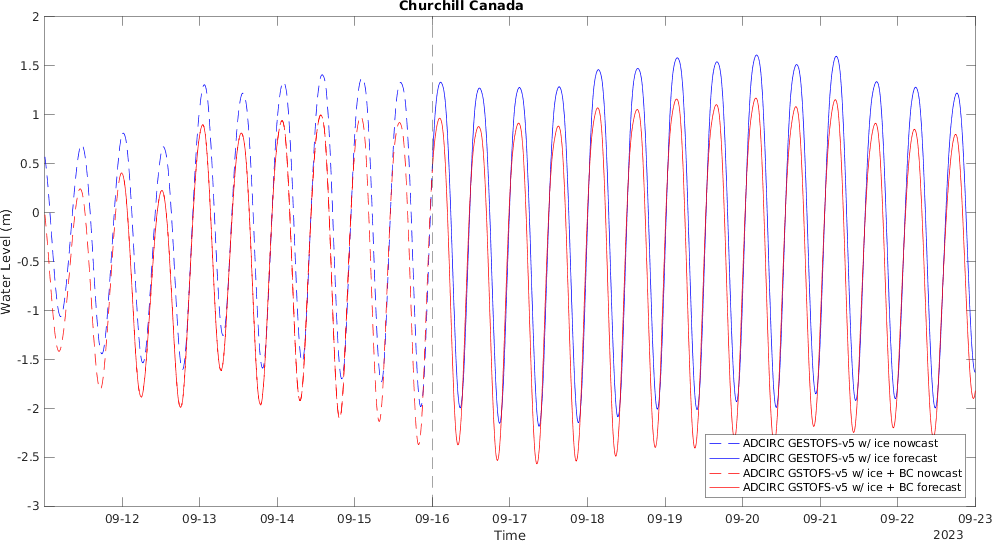 Churchill Canada
2
1.5
1
0.5
0
-0.5
-1
-1.5
-2
-2.5
-3
Water Level (m)
ADCIRC GESTOFS-v5 w/ ice nowcast
ADCIRC GESTOFS-v5 w/ ice forecast
ADCIRC GSTOFS-v5 w/ ice + BC nowcast
ADCIRC GSTOFS-v5 w/ ice + BC forecast
09-12 09-13 09-14 09-15 09-16 09-17 09-18 09-19 09-20 09-21 09-22 09-23
Time
2023